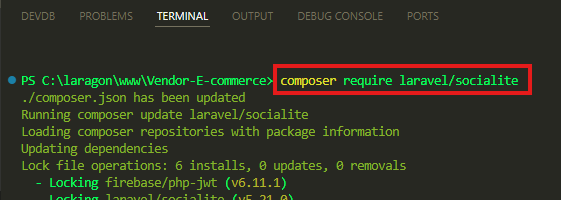 DEVDB PROBLEMS TERMINAL OUTPUT DEBUG CONSOLE PORTS
PS C:\laragon\www\Vendor-E-commerce> composer require laravel/socialite
./composer.json has been updated
Running composer update laravel/socialite
Loading composer repositories with package information
Updating dependencies
Lock file operations: 6 installs, 0 updates, 0 removals
- Locking firebase/php-jwt (v6.11.1)
- Locking laravel/socialite (v5.21.0)